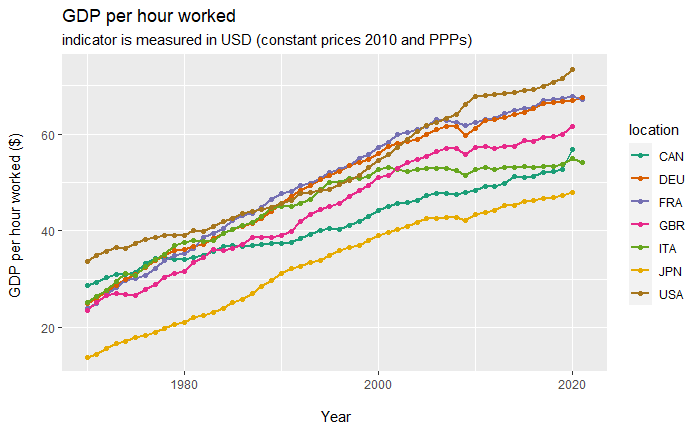 GDP per hour worked
indicator is measured in USD (constant prices 2010 and PPPs)
GDP per hour worked ($)
60
40
20
1980
2000
2020
Year
location
CAN
DEU
FRA
GBR
ITA
JPN
USA